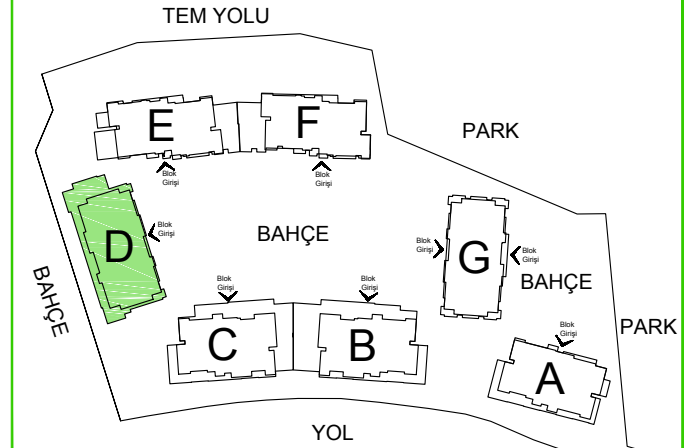 TEM YOLU
E
F
PARK
Blok
Girişi
Blok
Girişi
D
Blok
Girişi
BAHÇE
Blok
Girişi
G
Blok
Girişi
BAHÇE
BAHÇE
Blok
Girişi
Blok
Girişi
C
B
Blok
Girişi
PARK
A
YOL